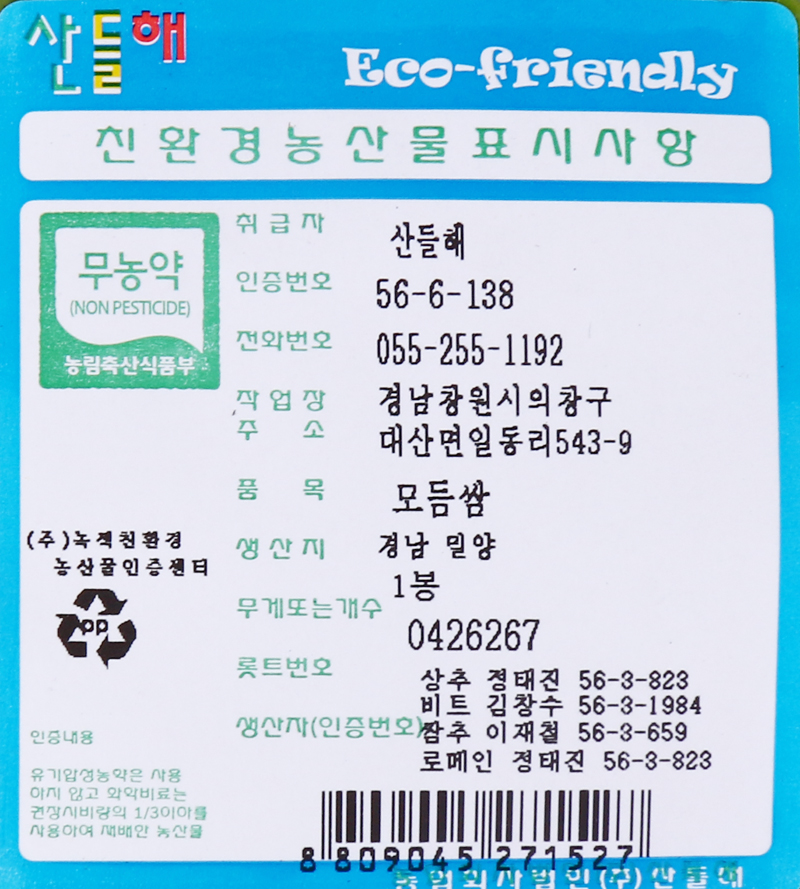 산들해
Eco-friendly
친환경농산물표시사항
무농약
(NON PESTICIDE)
농림축산식품부
취급자 산들해
인증번호 56-6-138
전화번호 055-255-1192
작업장 경남창원시의창구
주 소 대산면일동리543-9
품 목 모듬쌈
생산지 경남 밀양
무게또는개수 1봉
롯트번호 0426267
생산자(인증번호) 상추 정태진 56-3-823
비트 김창수 56-3-1984
쌈추 이재철 56-3-659
로메인 정태진 56-3-823
(주)녹색친환경
농산물인증센터
PP
인증내용
유기합성농약은 사용
하지 않고 화학비료는
권장시비량의 1/3이하를
사용하여 재배한 농산물
8 809045 271527
농업회사법인(주)산들해